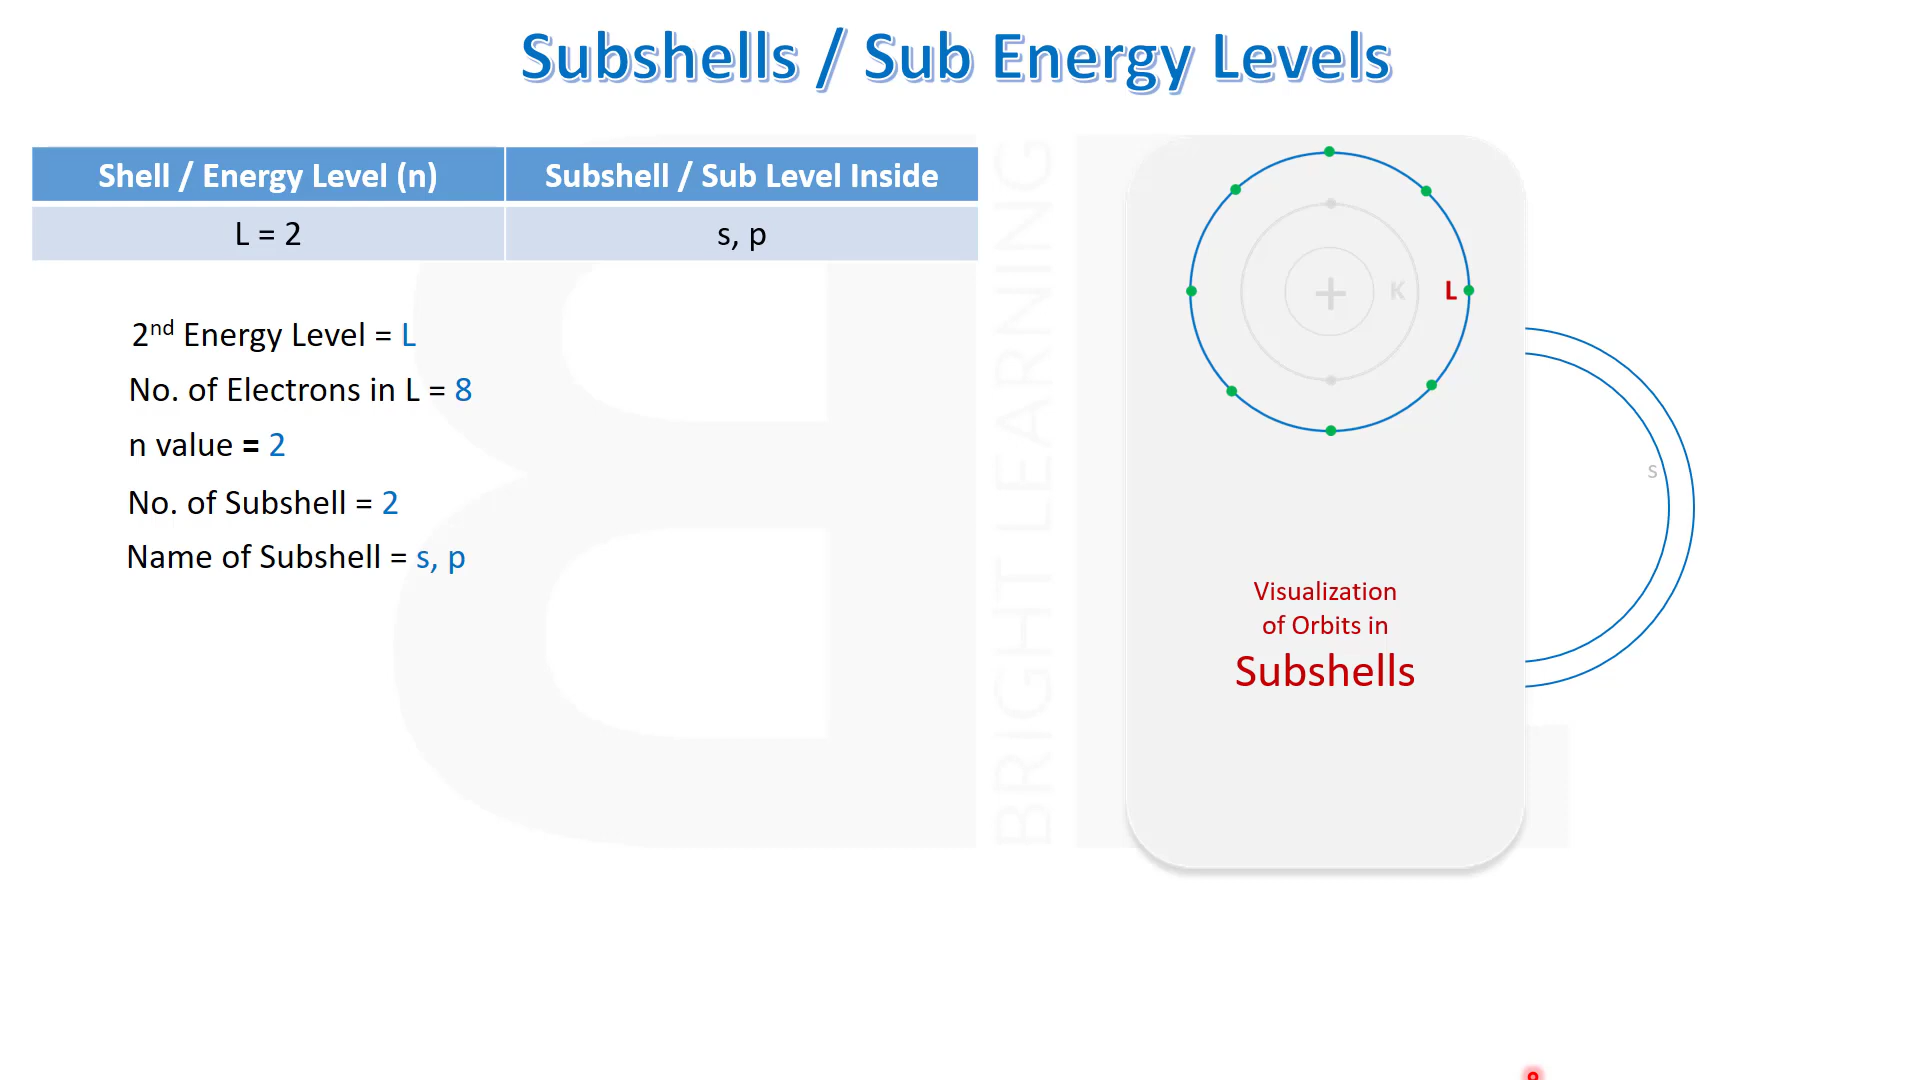 Subshells / Sub Energy Levels
Shell / Energy Level (n) Subshell / Sub Level Inside
L = 2 s, p
2nd Energy Level = L
No. of Electrons in L = 8
n value = 2
No. of Subshell = 2
Name of Subshell = s, p
BRIGHT LEARNING
+ K L
s
Visualization
of Orbits in
Subshells